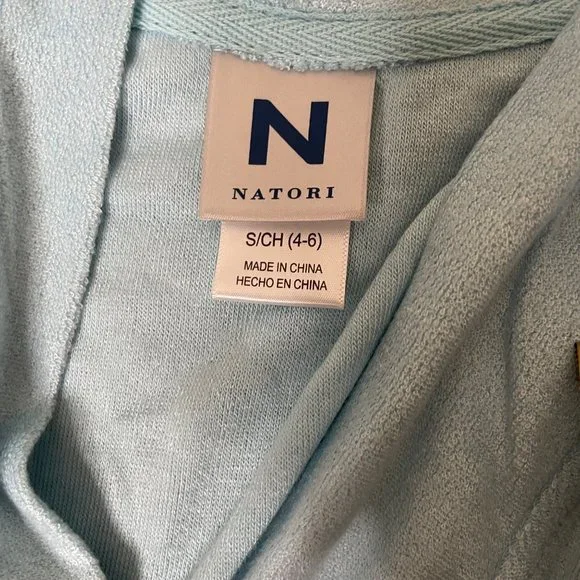 N
NATORI
S/CH (4-6)
MADE IN CHINA
HECHO EN CHINA